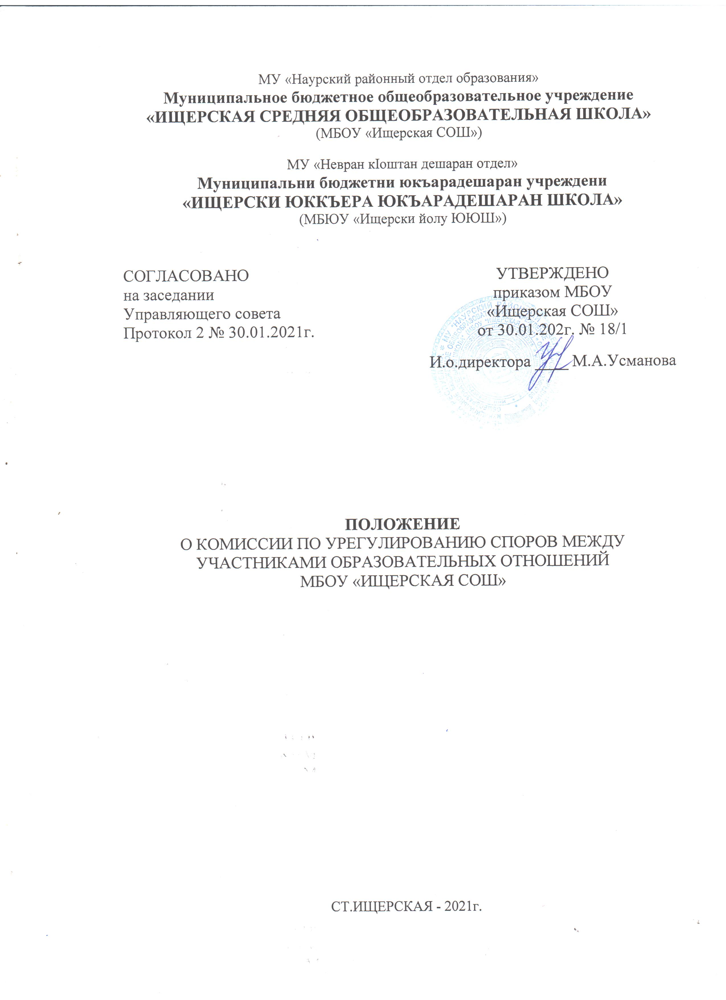 МУ «Наурский районный отдел образования»
Муниципальное бюджетное общеобразовательное учреждение
«ИЩЕРСКАЯ СРЕДНЯЯ ОБЩЕОБРАЗОВАТЕЛЬНАЯ ШКОЛА»
(МБОУ «Ищерская СОШ»)
МУ «Невран кӀоштан дешаран отдел»
Муниципальни бюджетни юкъарадешаран учреждени
«ИЩЕРСКИ ЮККЪЕРА ЮКЪАРАДЕШАРАН ШКОЛА»
(МБЮУ «Ищерски йолу ЮЮШ»)
СОГЛАСОВАНО
на заседании
Управляющего совета
Протокол 2 № 30.01.2021г.
УТВЕРЖДЕНО
приказом МБОУ
«Ищерская СОШ»
от 30.01.202г. № 18/1
И.о.директора ____ М.А.Усманова
ПОЛОЖЕНИЕ
О КОМИССИИ ПО УРЕГУЛИРОВАНИЮ СПОРОВ МЕЖДУ
УЧАСТНИКАМИ ОБРАЗОВАТЕЛЬНЫХ ОТНОШЕНИЙ
МБОУ «ИЩЕРСКАЯ СОШ»
СТ.ИЩЕРСКАЯ - 2021г.